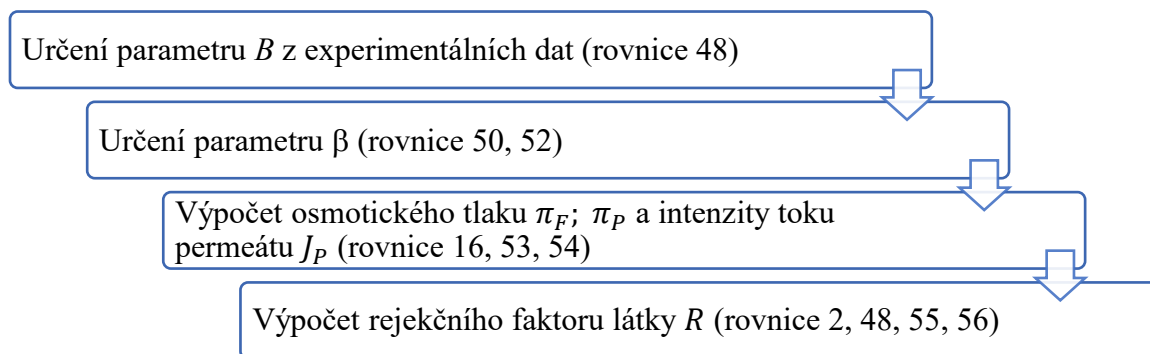 Určení parametru B z experimentálních dat (rovnice 48)
Určení parametru β (rovnice 50, 52)
Výpočet osmotického tlaku π_F; π_P a intenzity toku
permeátu J_P (rovnice 16, 53, 54)
Výpočet rejekčního faktoru látky R (rovnice 2, 48, 55, 56)